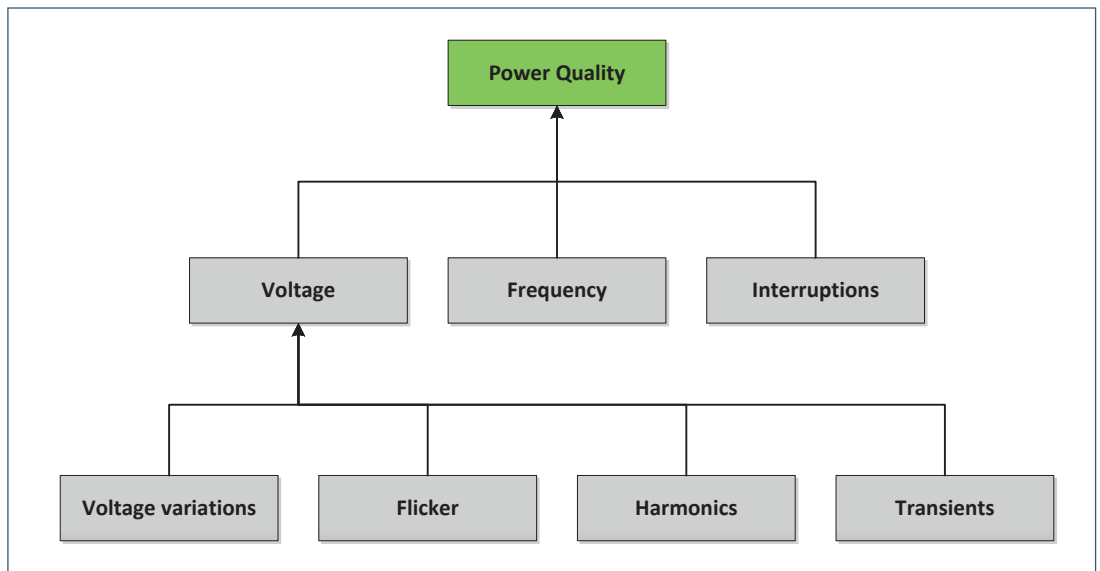 Power Quality
Voltage
Frequency
Interruptions
Voltage variations
Flicker
Harmonics
Transients